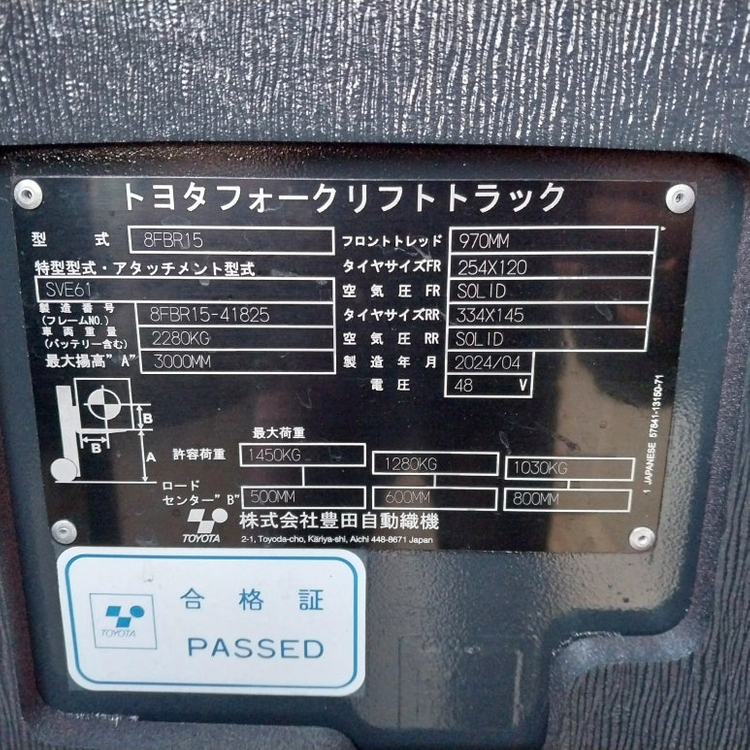 トヨタフォークリフトトラック
型 式 8FBR15 フロントトレッド 970MM
特型型式・アタッチメント型式 タイヤサイズFR 254X120
SVE61 空気圧 FR SOLID
製造番号 (フレームNO.) 8FBR15-41825 タイヤサイズRR 334X145
車両重量 (バッテリー含む) 2280KG 空気圧 RR SOLID
最大揚高"A" 3000MM 製造年月 2024/04
電圧 48 V
B
B
A
最大荷重
許容荷重 1450KG 1280KG 1030KG
ロード
センター"B" 500MM 600MM 800MM
TOYOTA 株式会社豊田自動織機
2-1, Toyoda-cho, Kariya-shi, Aichi 448-8671 Japan
1 JAPANESE 57841-13150-71
TOYOTA 合格証
PASSED